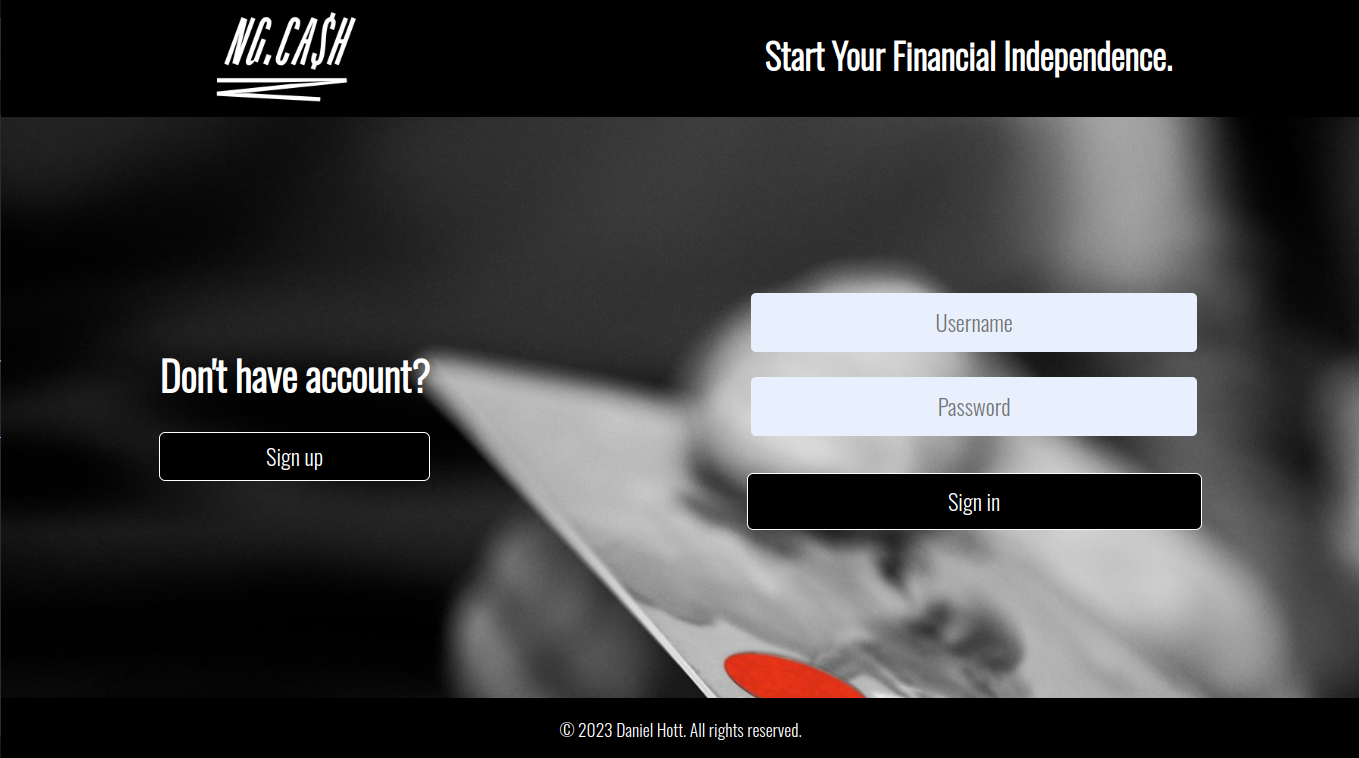 NG.CA$H
Start Your Financial Independence.
Username
Don't have account?
Password
Sign up
Sign in
© 2023 Daniel Hott. All rights reserved.